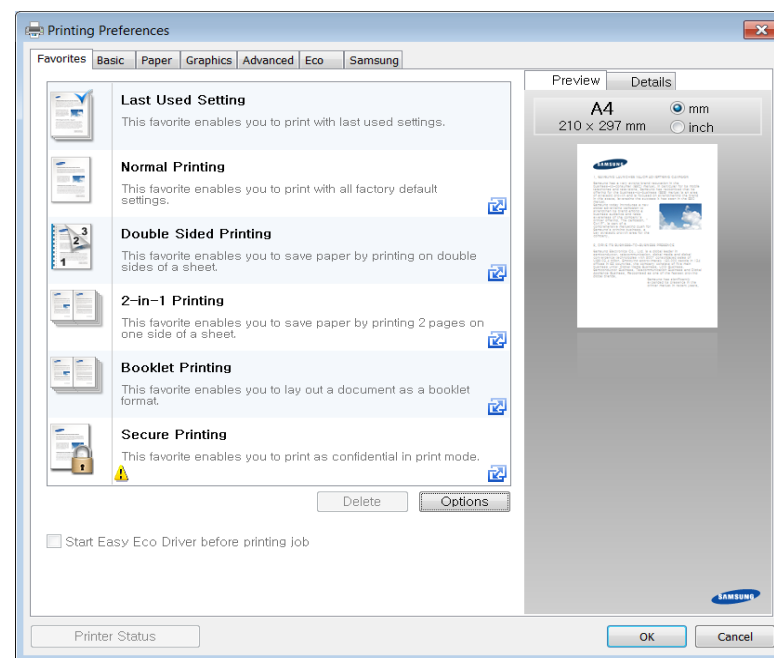 Printing Preferences
Favorites Basic Paper Graphics Advanced Eco Samsung
Last Used Setting
This favorite enables you to print with last used settings.
Normal Printing
This favorite enables you to print with all factory default
settings.
3
2
1
Double Sided Printing
This favorite enables you to save paper by printing on double
sides of a sheet.
2-in-1 Printing
This favorite enables you to save paper by printing 2 pages on
one side of a sheet.
Booklet Printing
This favorite enables you to lay out a document as a booklet
format.
Secure Printing
This favorite enables you to print as confidential in print mode.
Delete Options
Start Easy Eco Driver before printing job
Preview Details
A4
210 × 297 mm
mm
inch
SAMSUNG
SAMSUNG
Printer Status OK Cancel